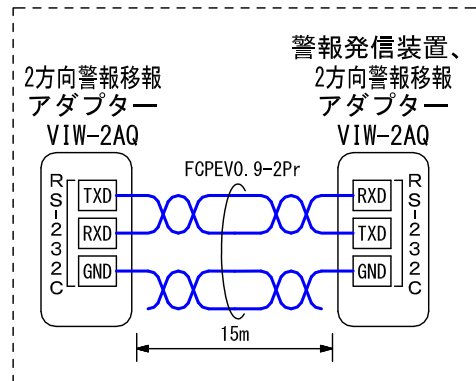 2方向警報移報
アダプター
VIW-2AQ
警報発信装置、
2方向警報移報
アダプター
VIW-2AQ
FCPEV0.9-2Pr
RS-232C
TXD
RXD
GND
RXD
TXD
GND
RS-232C
15m